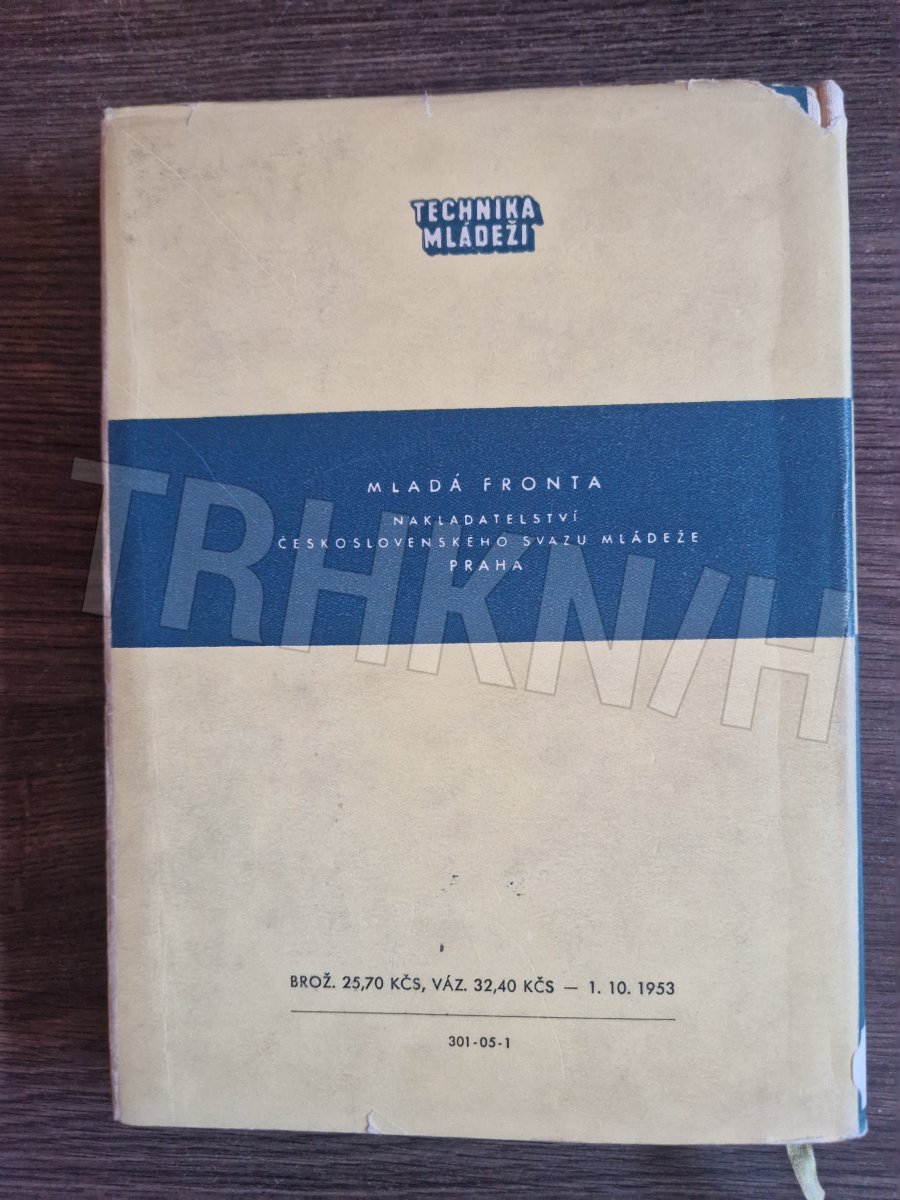 TECHNIKA
MLÁDEŽI
MLADÁ FRONTA
NAKLADATELSTVÍ
ČESKOSLOVENSKÉHO SVAZU MLÁDEŽE
PRAHA
TRHKNIH
BROŽ. 25,70 KČS, VÁZ. 32,40 KČS — 1. 10. 1953
301-05-1